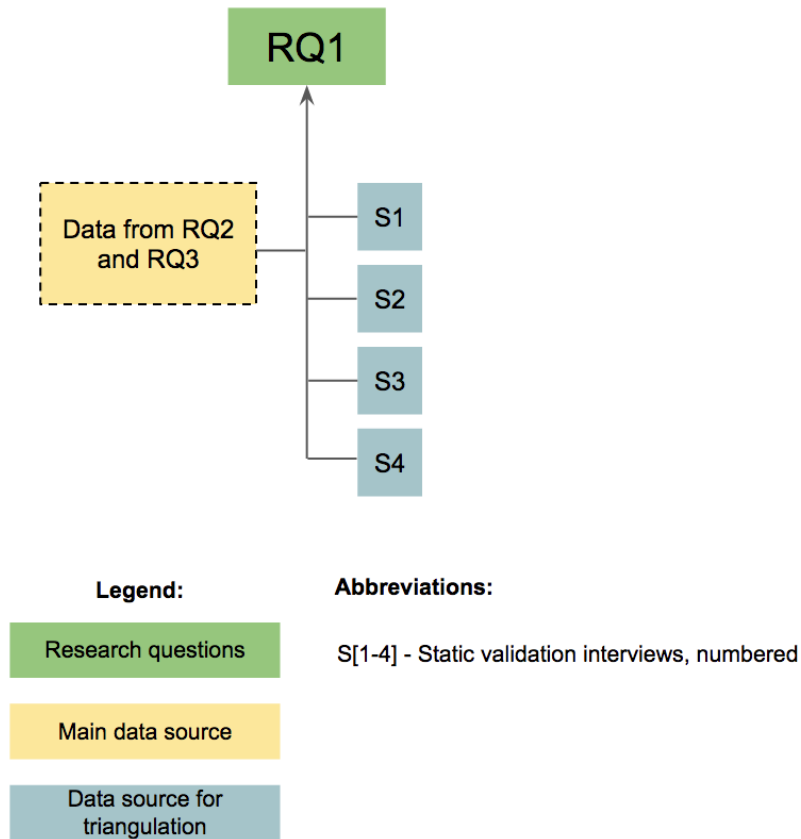 RQ1
Data from RQ2
and RQ3
S1
S2
S3
S4
Legend:
Research questions
Main data source
Data source for
triangulation
Abbreviations:
S[1-4] - Static validation interviews, numbered